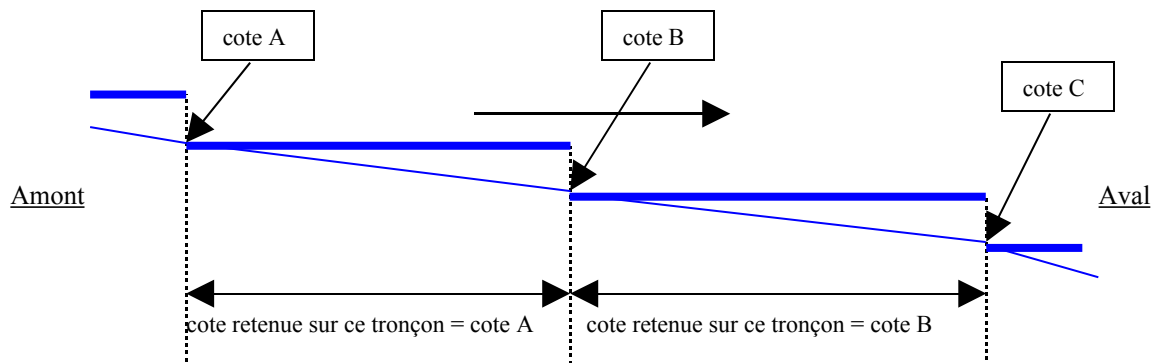 cote A
cote B
cote C
Amont
Aval
cote retenue sur ce tronçon = cote A
cote retenue sur ce tronçon = cote B